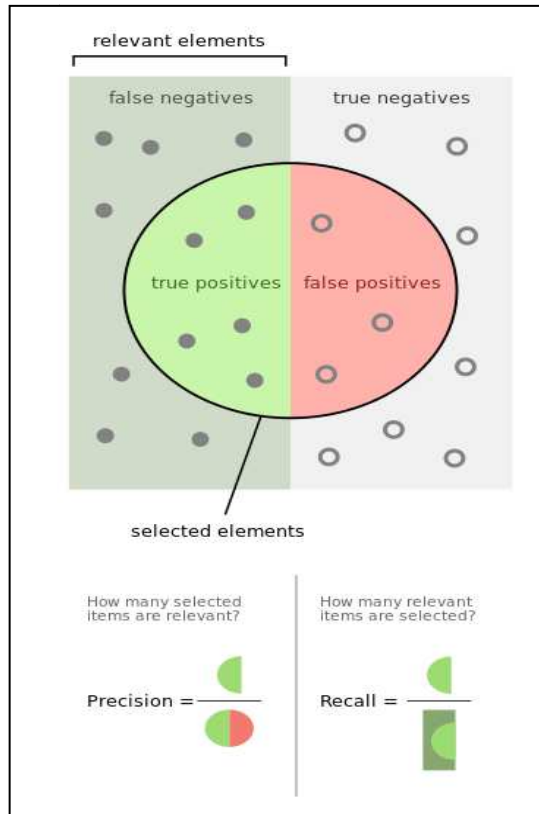 relevant elements
false negatives
true negatives
true positives
false positives
selected elements
How many selected
items are relevant?
How many relevant
items are selected?
Precision =
Recall =